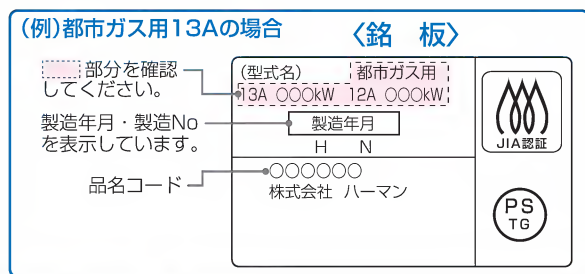 (例)都市ガス用13Aの場合
〈銘 板〉
部分を確認
してください。
製造年月・製造No
を表示しています。
品名コード
(型式名) 都市ガス用
13A ○○○kW 12A ○○○kW
製造年月
H N
○○○○○○
株式会社 ハーマン
JIA認証
PS
TG